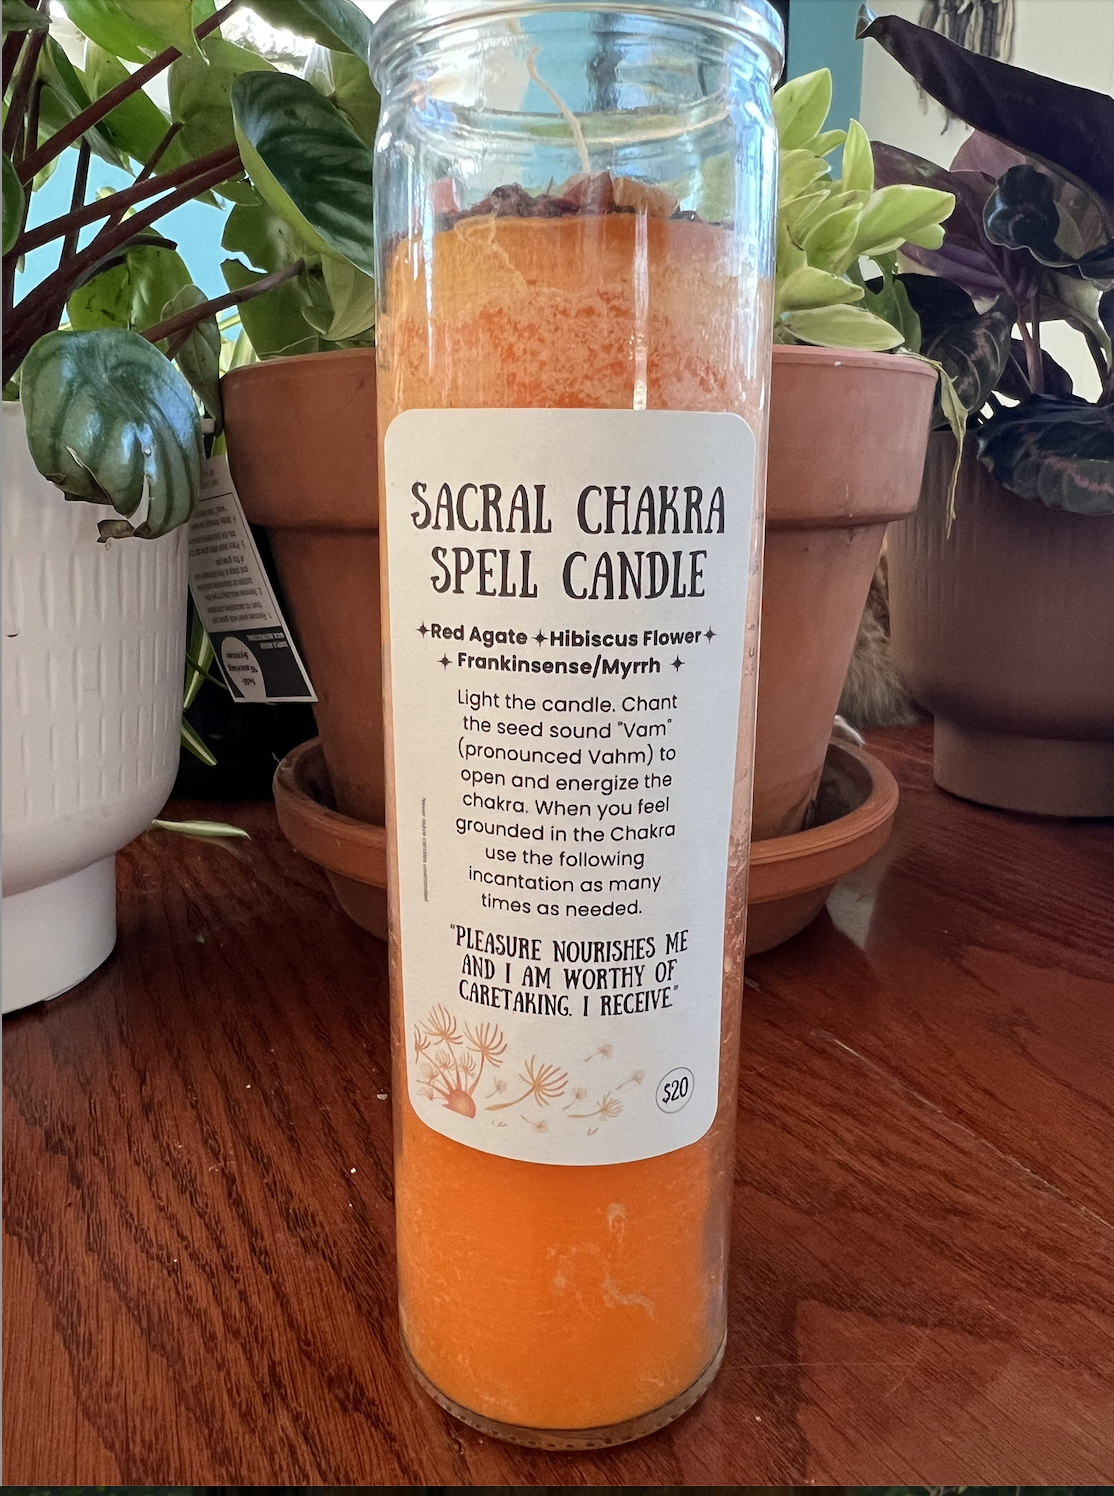 SACRAL CHAKRA
SPELL CANDLE
✦Red Agate✦Hibiscus Flower✦
✦ Frankinsense/Myrrh ✦
Light the candle. Chant
the seed sound "Vam"
(pronounced Vahm) to
open and energize the
chakra. When you feel
grounded in the Chakra
use the following
incantation as many
times as needed.
"PLEASURE NOURISHES ME
AND I AM WORTHY OF
CARETAKING. I RECEIVE."
$20